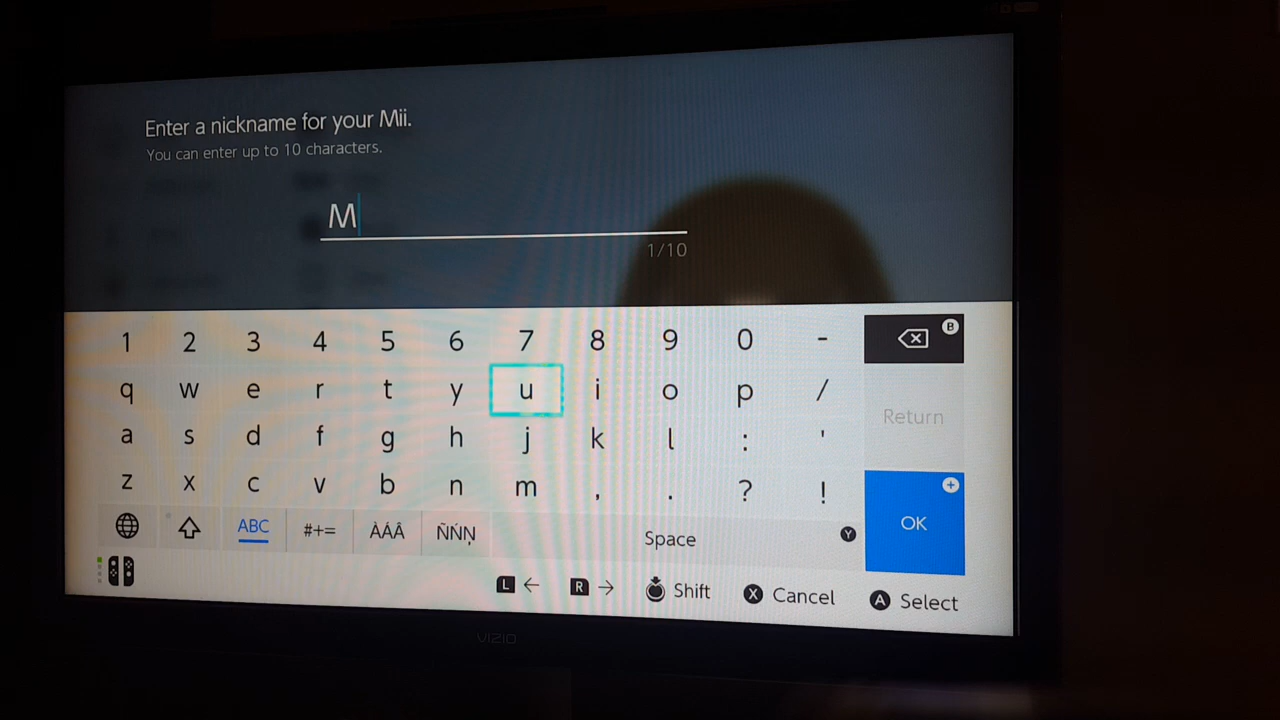 Enter a nickname for your Mii.
You can enter up to 10 characters.
M
1/10
1 2 3 4 5 6 7 8 9 0 -
B
q w e r t y u i o p /
Return
a s d f g h j k l : '
z x c v b n m , . ? !
+
OK
ABC #+= ÀÁÂ ÑŃŅ Space Y
L ← R → Shift X Cancel A Select
VIZIO